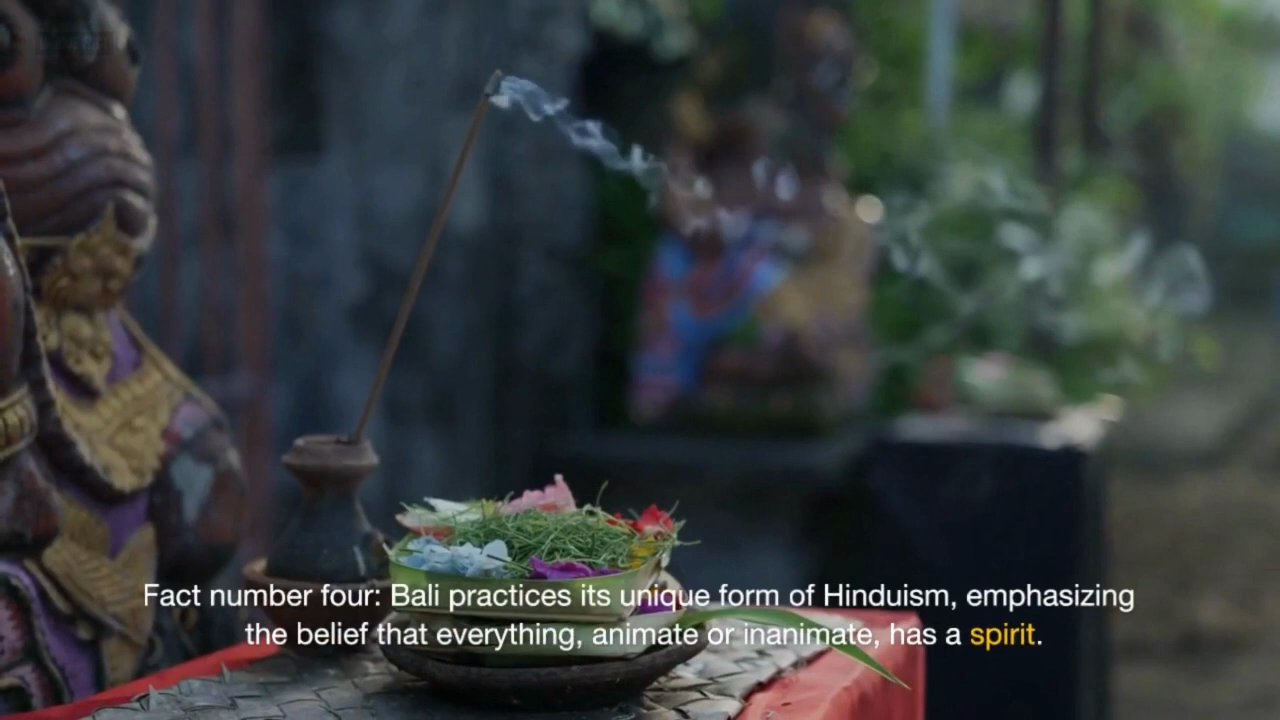 Fact number four: Bali practices its unique form of Hinduism, emphasizing
the belief that everything, animate or inanimate, has a spirit.